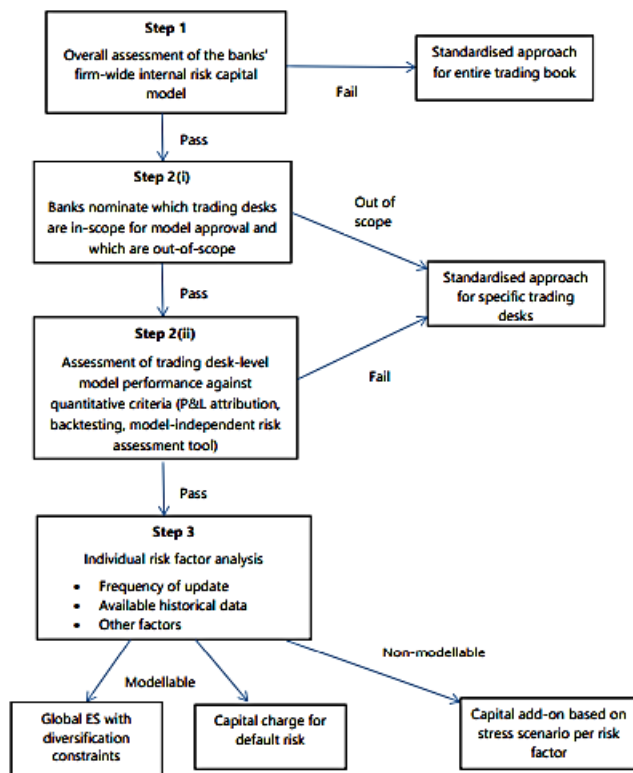 Step 1
Overall assessment of the banks'
firm-wide internal risk capital
model
Standardised approach
for entire trading book
Fail
Pass
Step 2(i)
Banks nominate which trading desks
are in-scope for model approval and
which are out-of-scope
Out of
scope
Standardised approach
for specific trading
desks
Pass
Step 2(ii)
Assessment of trading desk-level
model performance against
quantitative criteria (P&L attribution,
backtesting, model-independent risk
assessment tool)
Fail
Pass
Step 3
Individual risk factor analysis
• Frequency of update
• Available historical data
• Other factors
Non-modellable
Modellable
Global ES with
diversification
constraints
Capital charge for
default risk
Capital add-on based on
stress scenario per risk
factor